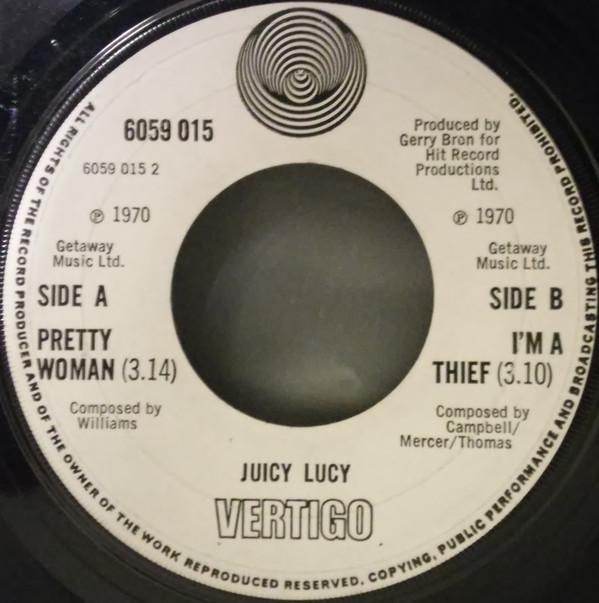 6059 015
6059 015 2
℗ 1970
Getaway
Music Ltd.
SIDE A
PRETTY
WOMAN (3.14)
Composed by
Williams
Produced by
Gerry Bron for
Hit Record
Productions
Ltd.
℗ 1970
Getaway
Music Ltd.
SIDE B
I'M A
THIEF (3.10)
Composed by
Campbell/
Mercer/Thomas
JUICY LUCY
VERTIGO
ALL RIGHTS OF THE RECORD PRODUCER AND OF THE OWNER OF THE WORK REPRODUCED RESERVED. COPYING, PUBLIC PERFORMANCE AND BROADCASTING THIS RECORD PROHIBITED.